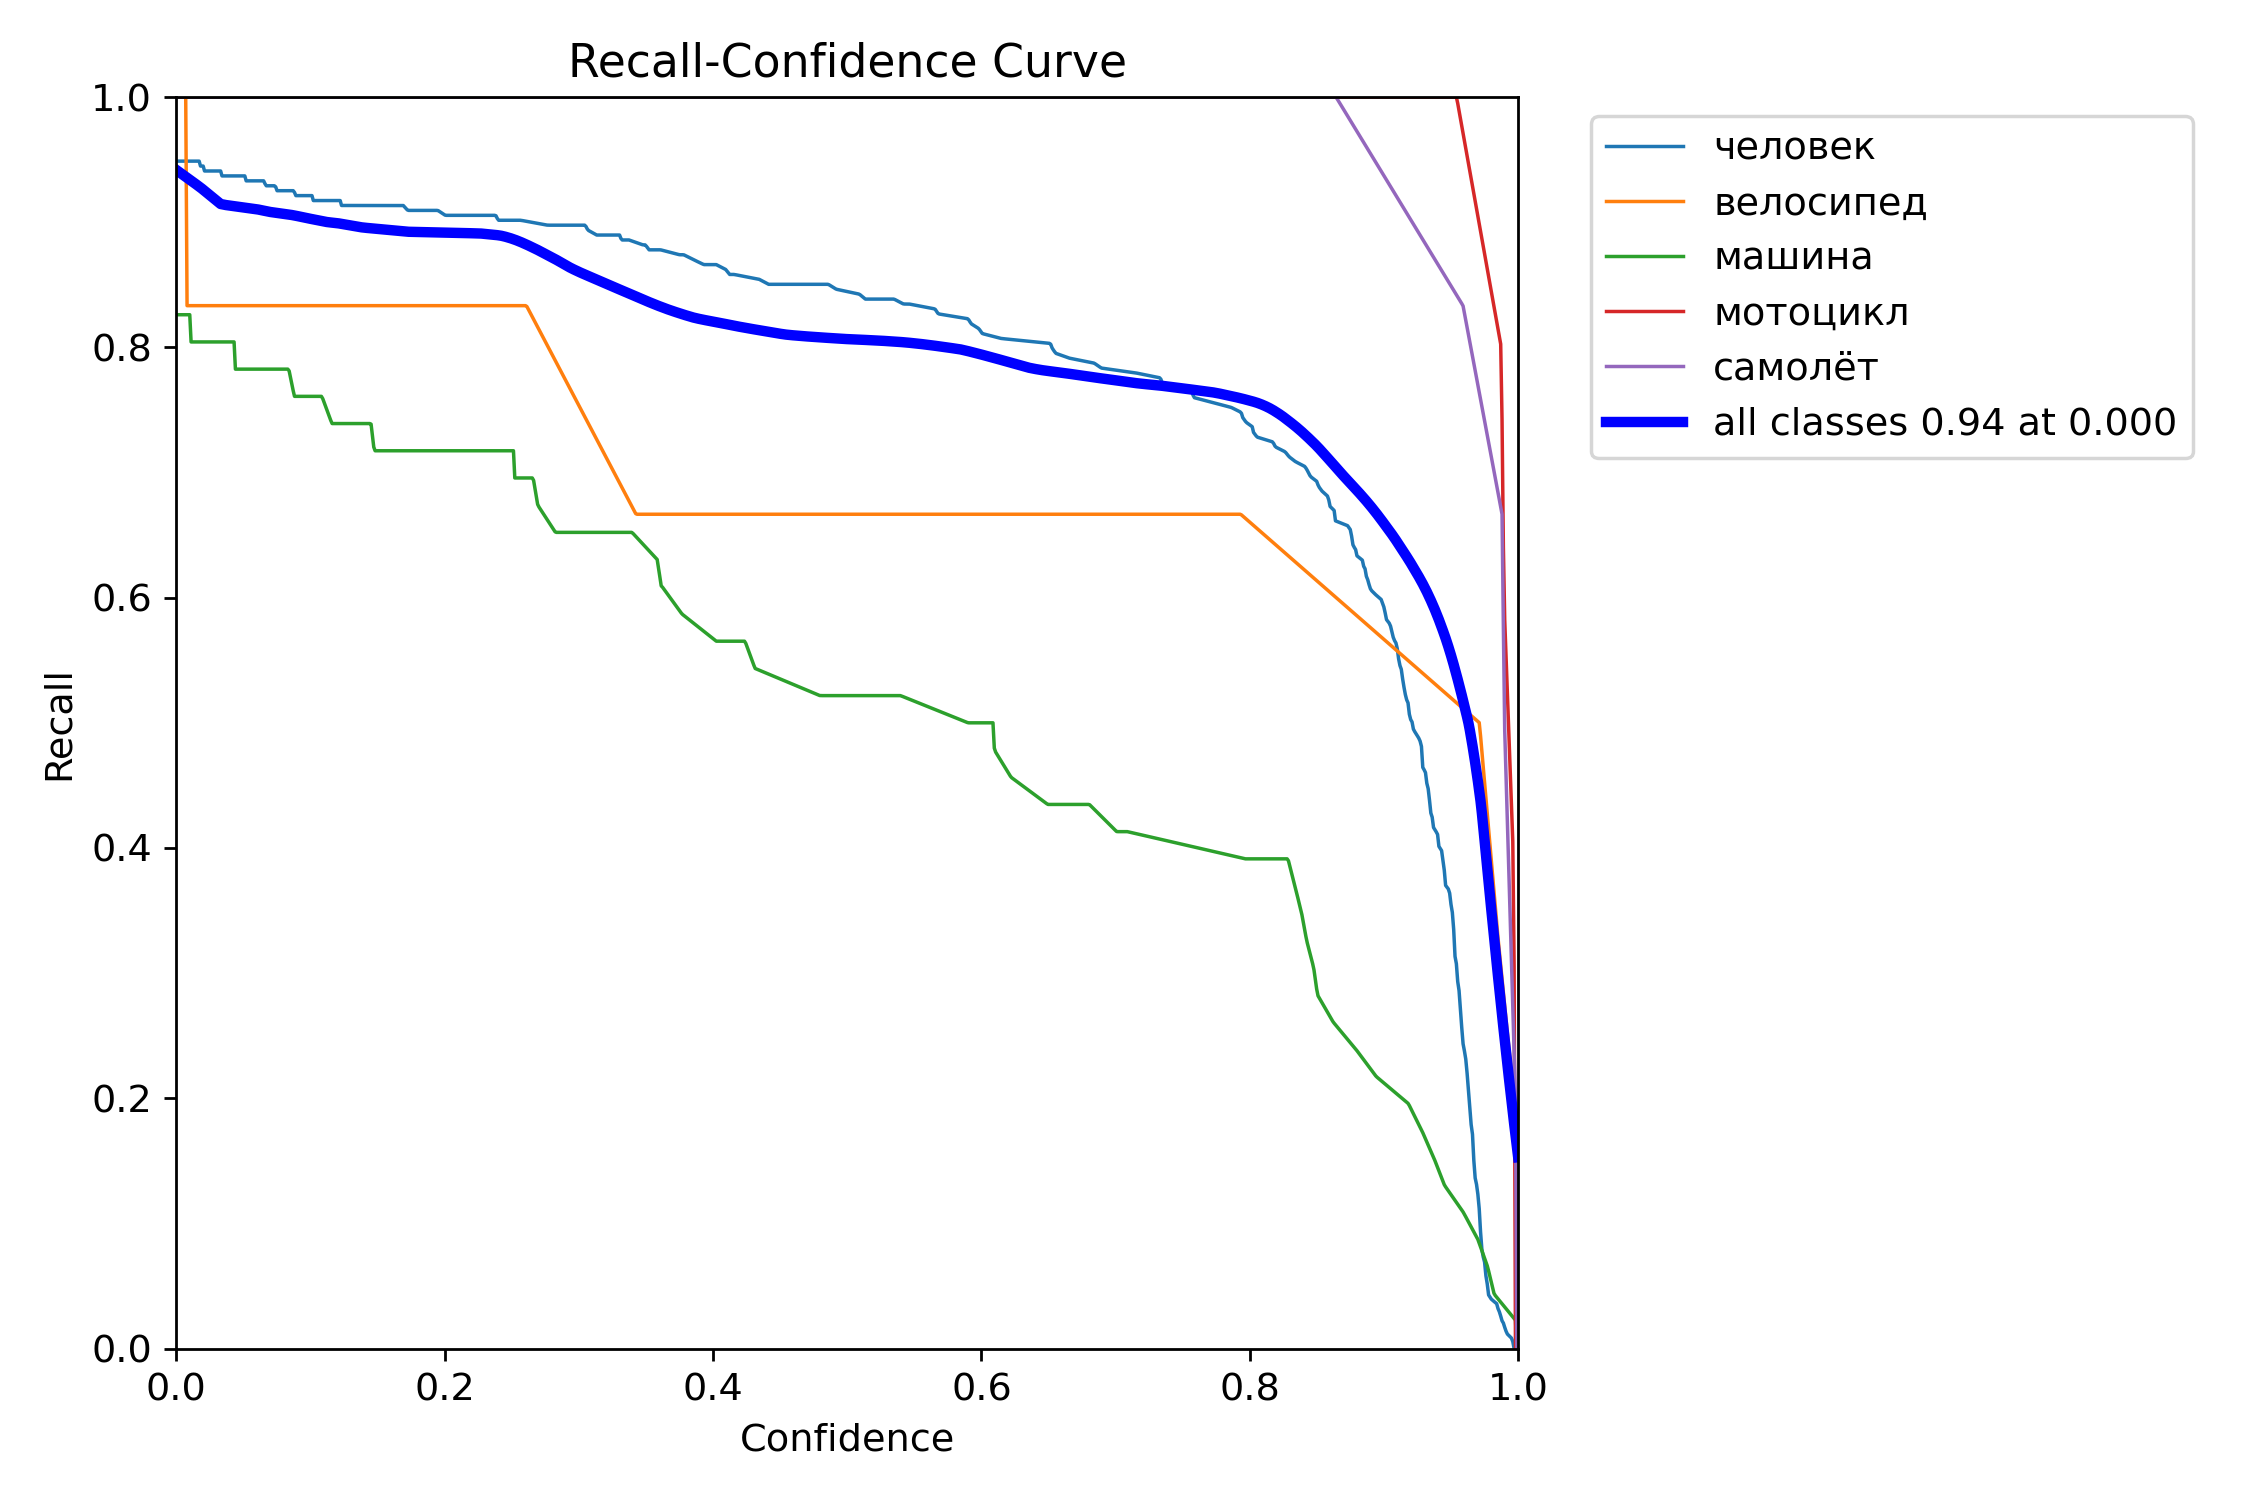 Recall-Confidence Curve
1.0
0.8
0.6
0.4
0.2
0.0
Recall
0.0 0.2 0.4 0.6 0.8 1.0
Confidence
человек
велосипед
машина
мотоцикл
самолёт
all classes 0.94 at 0.000